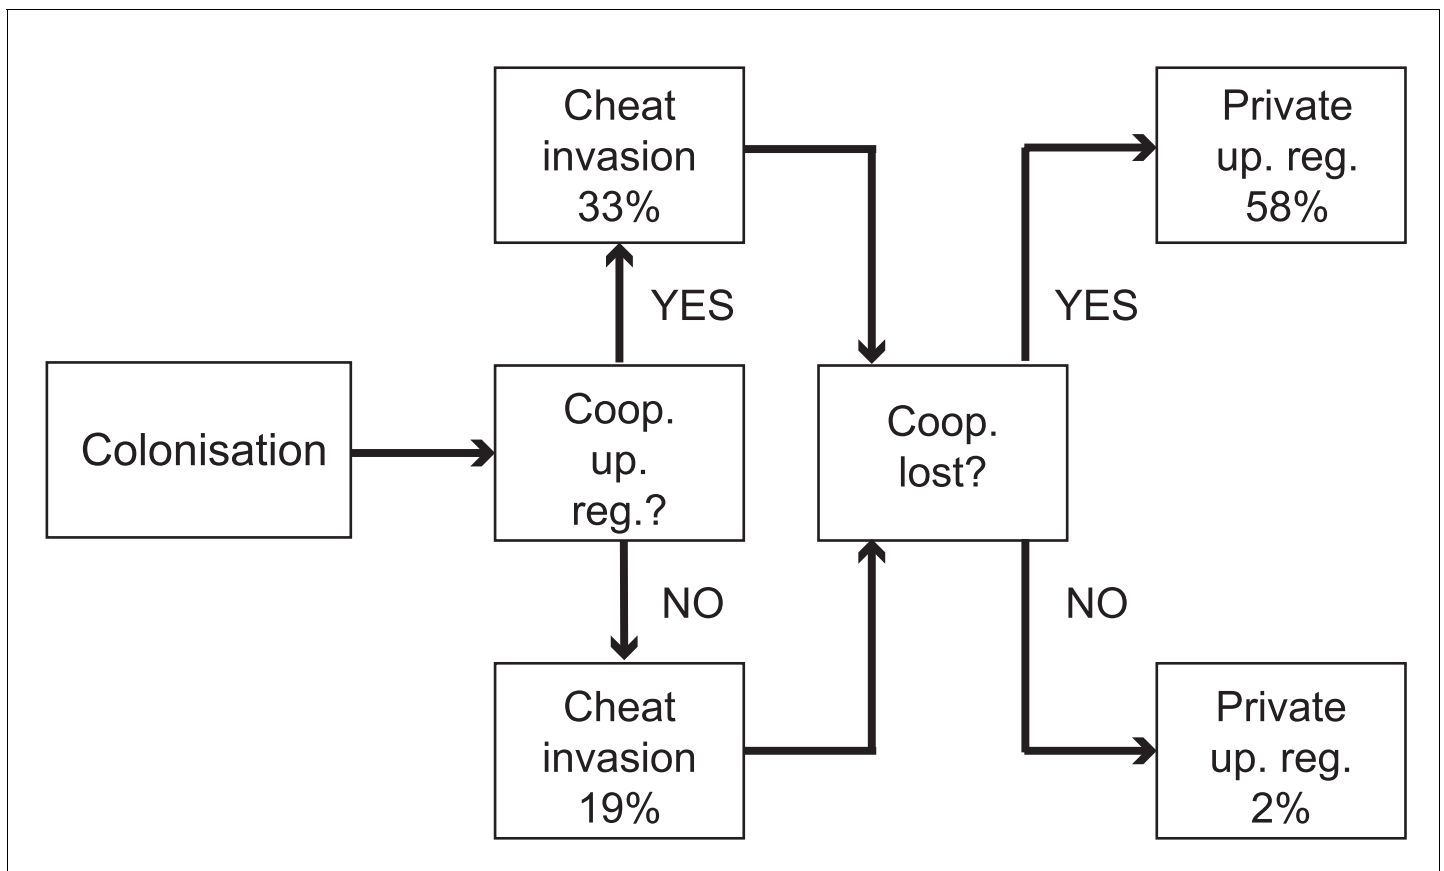 Cheat
invasion
33%
Private
up. reg.
58%
YES
YES
Colonisation
Coop.
up.
reg.?
Coop.
lost?
NO
NO
Cheat
invasion
19%
Private
up. reg.
2%